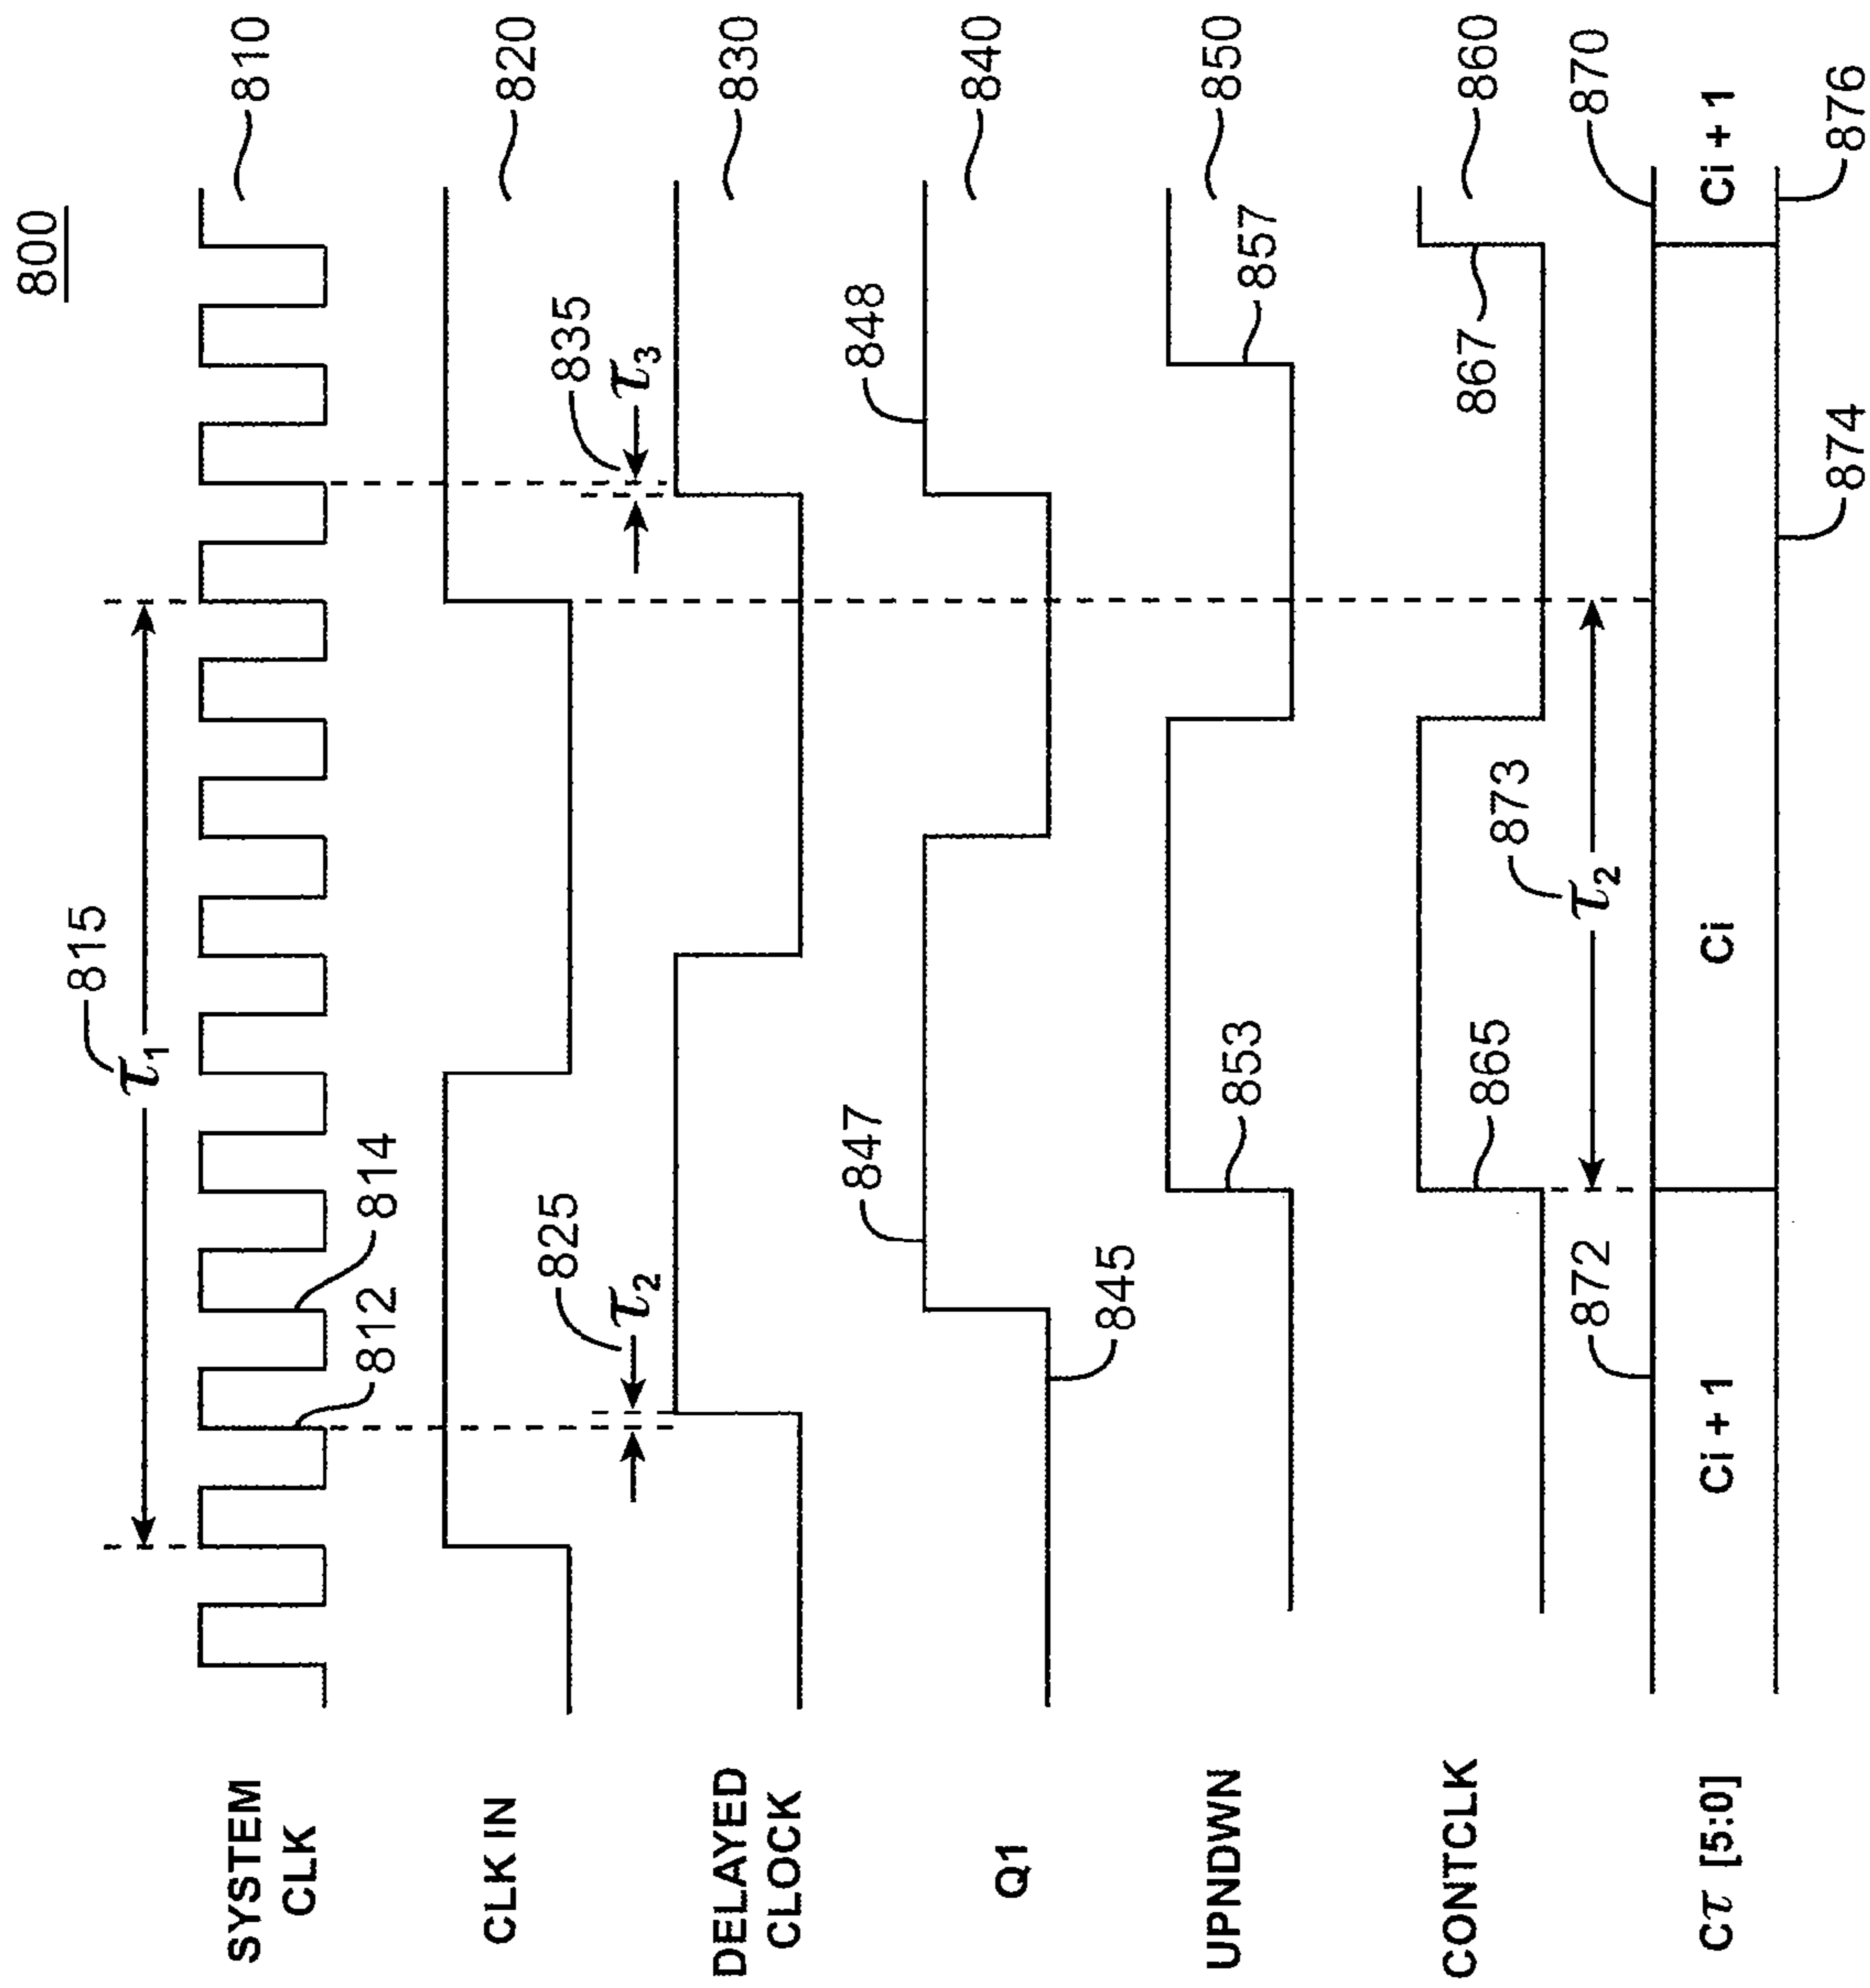 800
815
τ1
SYSTEM
CLK
810
812
814
CLK IN
820
825
τ2
835
τ3
DELAYED
CLOCK
830
847
848
Q1
840
845
UPNDWN
853
857
850
CONTCLK
865
867
860
872
873
τ2
870
Cτ [5:0]
Ci + 1
Ci
Ci + 1
874
876